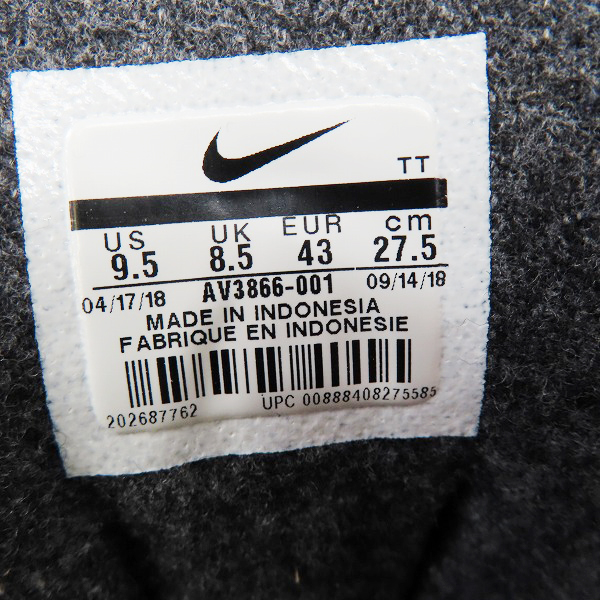 TT
US UK EUR cm
9.5 8.5 43 27.5
04/17/18 AV3866-001 09/14/18
MADE IN INDONESIA
FABRIQUE EN INDONESIE
202687762 UPC 00888408275585